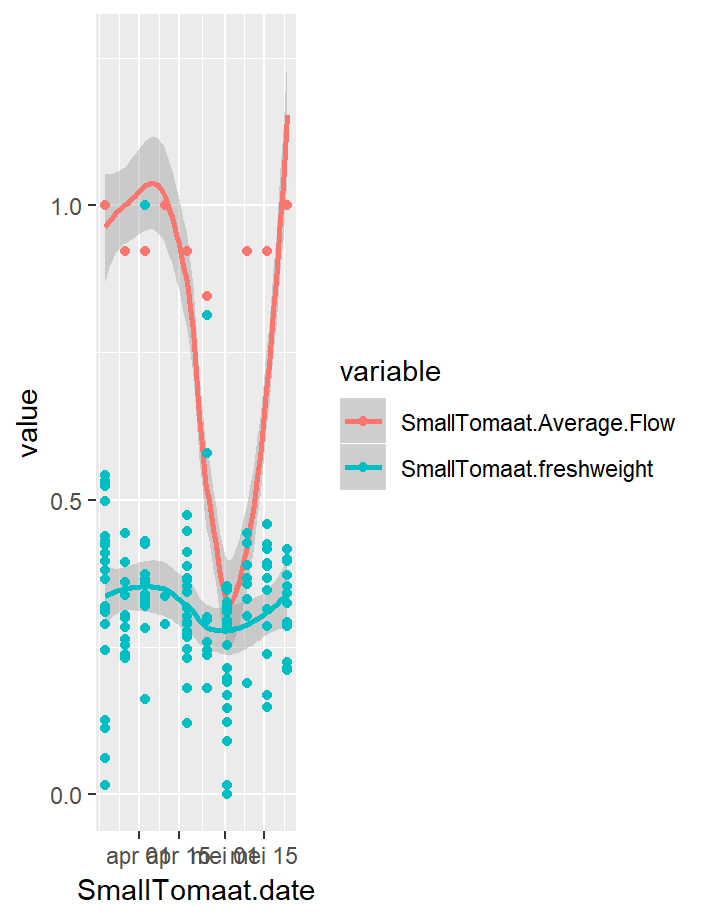 1.0
0.5
0.0
value
apr 01
apr 15
mei 01
mei 15
SmallTomaat.date
variable
SmallTomaat.Average.Flow
SmallTomaat.freshweight